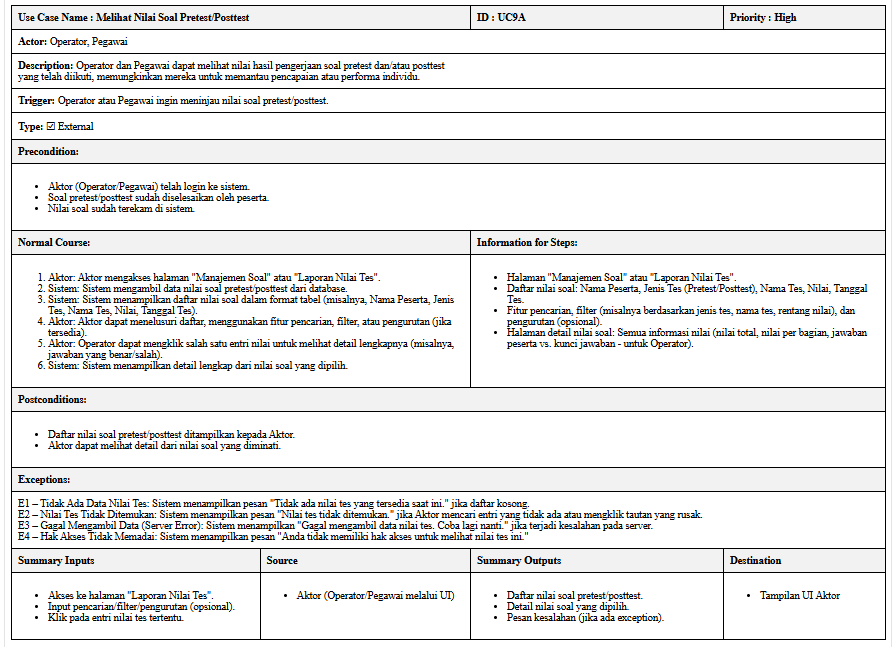 Use Case Name : Melihat Nilai Soal Pretest/Posttest
ID : UC9A
Priority : High
Actor: Operator, Pegawai
Description: Operator dan Pegawai dapat melihat nilai hasil pengerjaan soal pretest dan/atau posttest
yang telah diikuti, memungkinkan mereka untuk memantau pencapaian atau performa individu.
Trigger: Operator atau Pegawai ingin meninjau nilai soal pretest/posttest.
Type: ☑ External
Precondition:
• Aktor (Operator/Pegawai) telah login ke sistem.
• Soal pretest/posttest sudah diselesaikan oleh peserta.
• Nilai soal sudah terekam di sistem.
Normal Course:
1. Aktor: Aktor mengakses halaman "Manajemen Soal" atau "Laporan Nilai Tes".
2. Sistem: Sistem mengambil data nilai soal pretest/posttest dari database.
3. Sistem: Sistem menampilkan daftar nilai soal dalam format tabel (misalnya, Nama Peserta, Jenis
Tes, Nama Tes, Nilai, Tanggal Tes).
4. Aktor: Aktor dapat menelusuri daftar, menggunakan fitur pencarian, filter, atau pengurutan (jika
tersedia).
5. Aktor: Operator dapat mengklik salah satu entri nilai untuk melihat detail lengkapnya (misalnya,
jawaban yang benar/salah).
6. Sistem: Sistem menampilkan detail lengkap dari nilai soal yang dipilih.
Information for Steps:
• Halaman "Manajemen Soal" atau "Laporan Nilai Tes".
• Daftar nilai soal: Nama Peserta, Jenis Tes (Pretest/Posttest), Nama Tes, Nilai, Tanggal
Tes.
• Fitur pencarian, filter (misalnya berdasarkan jenis tes, nama tes, rentang nilai), dan
pengurutan (opsional).
• Halaman detail nilai soal: Semua informasi nilai (nilai total, nilai per bagian, jawaban
peserta vs. kunci jawaban - untuk Operator).
Postconditions:
• Daftar nilai soal pretest/posttest ditampilkan kepada Aktor.
• Aktor dapat melihat detail dari nilai soal yang diminati.
Exceptions:
E1 – Tidak Ada Data Nilai Tes: Sistem menampilkan pesan "Tidak ada nilai tes yang tersedia saat ini." jika daftar kosong.
E2 – Nilai Tes Tidak Ditemukan: Sistem menampilkan pesan "Nilai tes tidak ditemukan." jika Aktor mencari entri yang tidak ada atau mengklik tautan yang rusak.
E3 – Gagal Mengambil Data (Server Error): Sistem menampilkan "Gagal mengambil data nilai tes. Coba lagi nanti." jika terjadi kesalahan pada server.
E4 – Hak Akses Tidak Memadai: Sistem menampilkan pesan "Anda tidak memiliki hak akses untuk melihat nilai tes ini."
Summary Inputs
• Akses ke halaman "Laporan Nilai Tes".
• Input pencarian/filter/pengurutan (opsional).
• Klik pada entri nilai tes tertentu.
Source
• Aktor (Operator/Pegawai melalui UI)
Summary Outputs
• Daftar nilai soal pretest/posttest.
• Detail nilai soal yang dipilih.
• Pesan kesalahan (jika ada exception).
Destination
• Tampilan UI Aktor